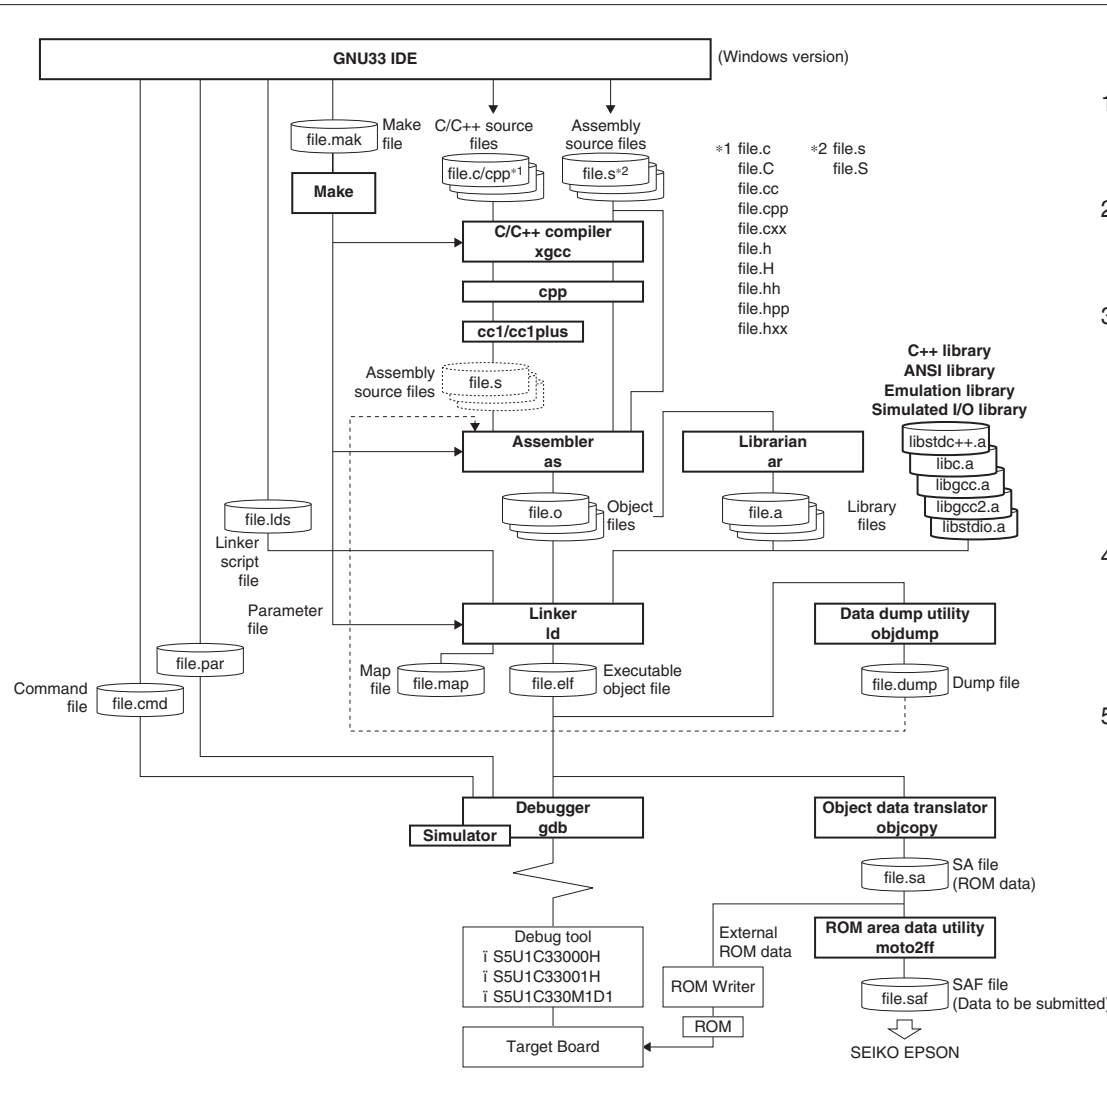 GNU33 IDE
(Windows version)
file.mak
Make
file
C/C++ source
files
Assembly
source files
file.c/cpp*1
file.s*2
*1 file.c
file.C
file.cc
file.cpp
file.cxx
file.h
file.H
file.hh
file.hpp
file.hxx
*2 file.s
file.S
1
2
3
4
5
Make
C/C++ compiler
xgcc
cpp
cc1/cc1plus
Assembly
source files
file.s
C++ library
ANSI library
Emulation library
Simulated I/O library
libstdc++.a
libc.a
libgcc.a
libgcc2.a
libstdio.a
Assembler
as
Librarian
ar
file.lds
Linker
script
file
file.o
Object
files
file.a
Library
files
Parameter
file
file.par
Linker
ld
Data dump utility
objdump
Command
file
file.cmd
Map
file
file.map
file.elf
Executable
object file
file.dump
Dump file
Debugger
gdb
Simulator
Object data translator
objcopy
file.sa
SA file
(ROM data)
External
ROM data
ROM area data utility
moto2ff
Debug tool
ï S5U1C33000H
ï S5U1C33001H
ï S5U1C330M1D1
ROM Writer
ROM
Target Board
file.saf
SAF file
(Data to be submitted)
SEIKO EPSON